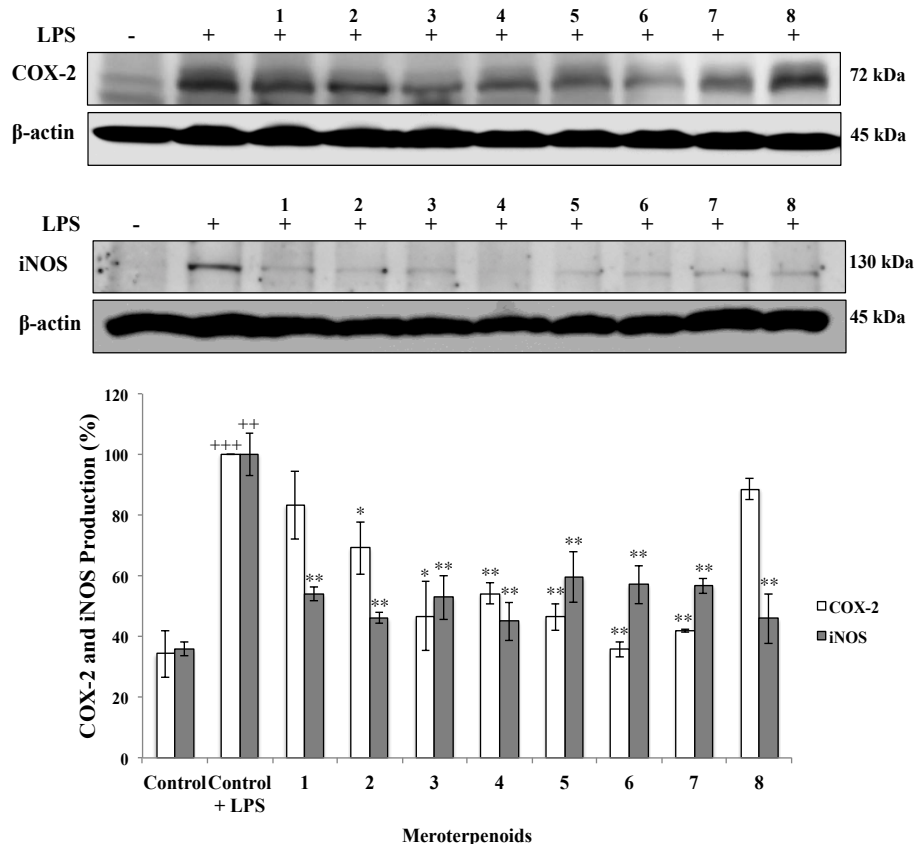 1 2 3 4 5 6 7 8
LPS - + + + + + + + + +
COX-2 72 kDa
β-actin 45 kDa
1 2 3 4 5 6 7 8
LPS - + + + + + + + + +
iNOS 130 kDa
β-actin 45 kDa
COX-2 and iNOS Production (%)
120
100
80
60
40
20
0
+++ ++
**
* **
* **
** **
** **
** **
** **
**
COX-2
iNOS
Control Control 1 2 3 4 5 6 7 8
+ LPS
Meroterpenoids